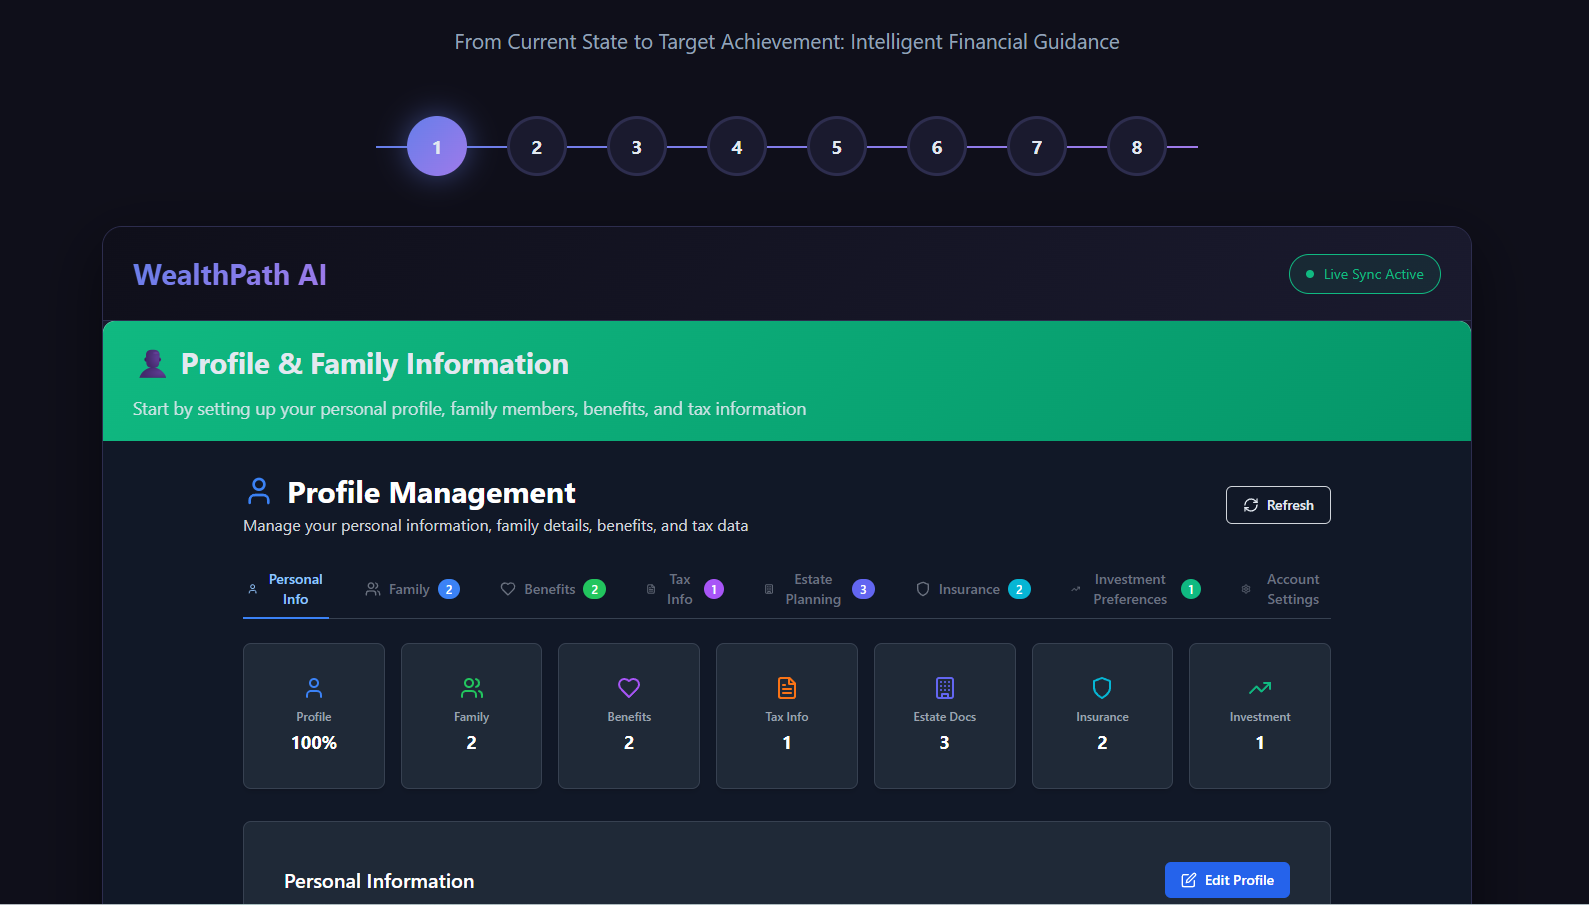 From Current State to Target Achievement: Intelligent Financial Guidance
1 2 3 4 5 6 7 8
WealthPath AI
Live Sync Active
Profile & Family Information
Start by setting up your personal profile, family members, benefits, and tax information
Profile Management
Refresh
Manage your personal information, family details, benefits, and tax data
Personal
Info
Family 2
Benefits 2
Tax
Info
1
Estate
Planning
3
Insurance 2
Investment
Preferences
1
Account
Settings
Profile
100%
Family
2
Benefits
2
Tax Info
1
Estate Docs
3
Insurance
2
Investment
1
Personal Information
Edit Profile